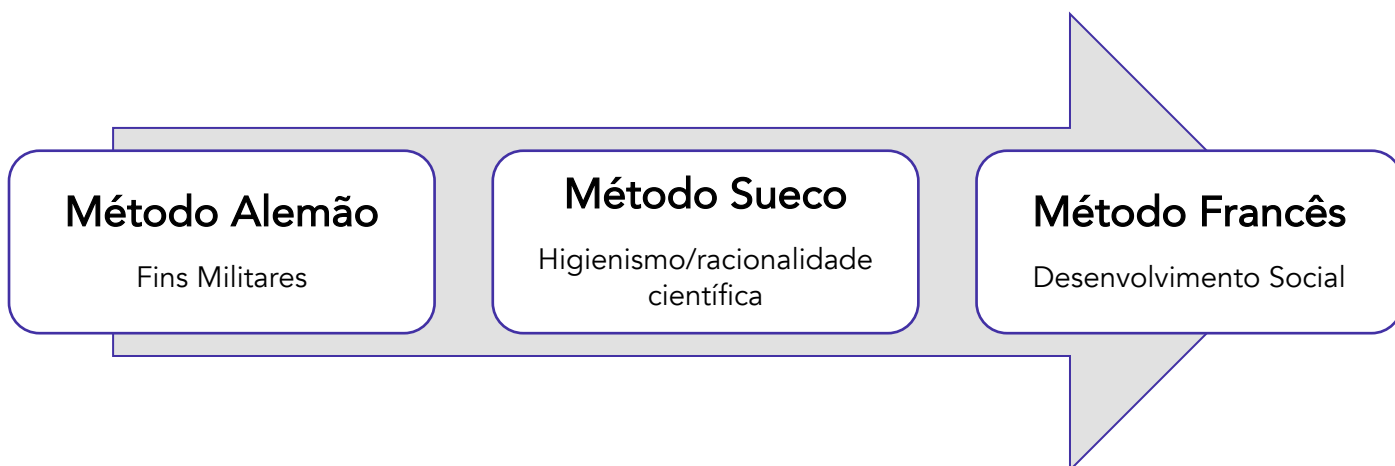 Método Alemão
Fins Militares
Método Sueco
Higienismo/racionalidade
científica
Método Francês
Desenvolvimento Social